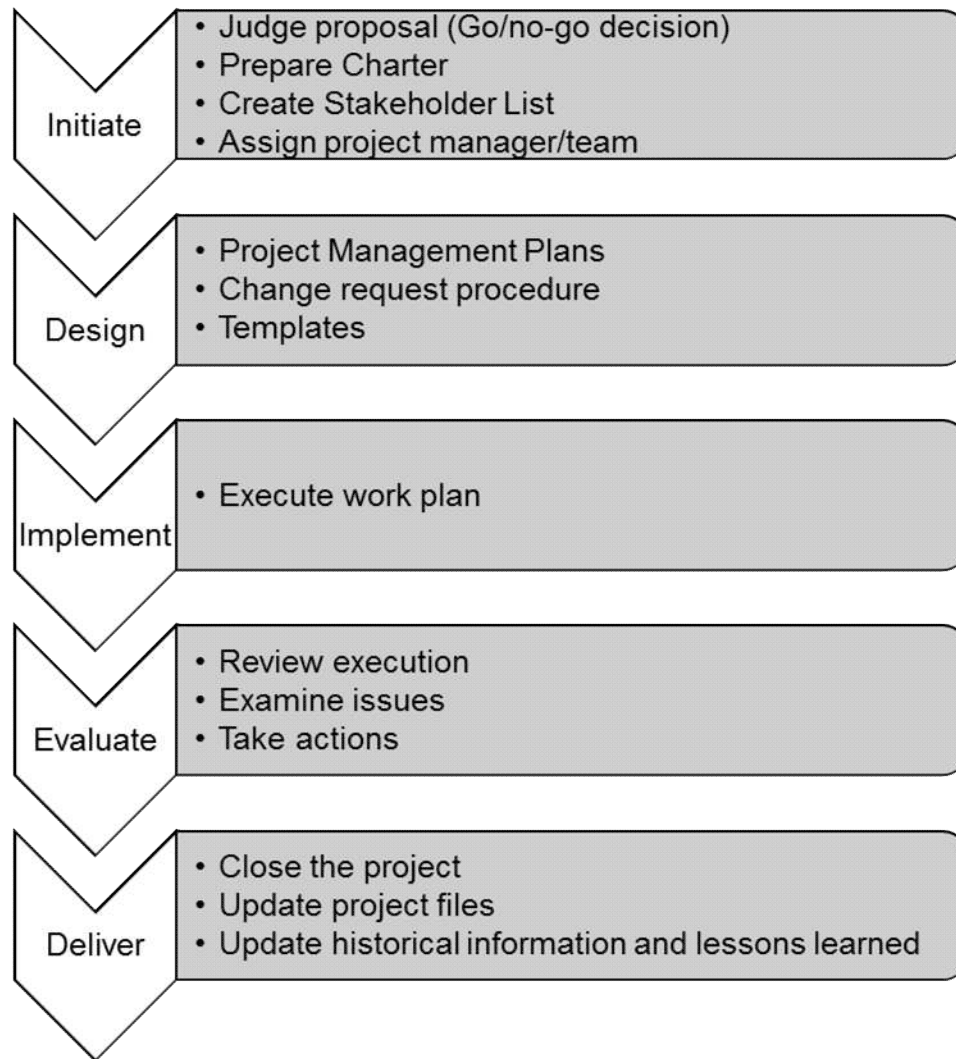 Initiate
• Judge proposal (Go/no-go decision)
• Prepare Charter
• Create Stakeholder List
• Assign project manager/team
Design
• Project Management Plans
• Change request procedure
• Templates
Implement
• Execute work plan
Evaluate
• Review execution
• Examine issues
• Take actions
Deliver
• Close the project
• Update project files
• Update historical information and lessons learned